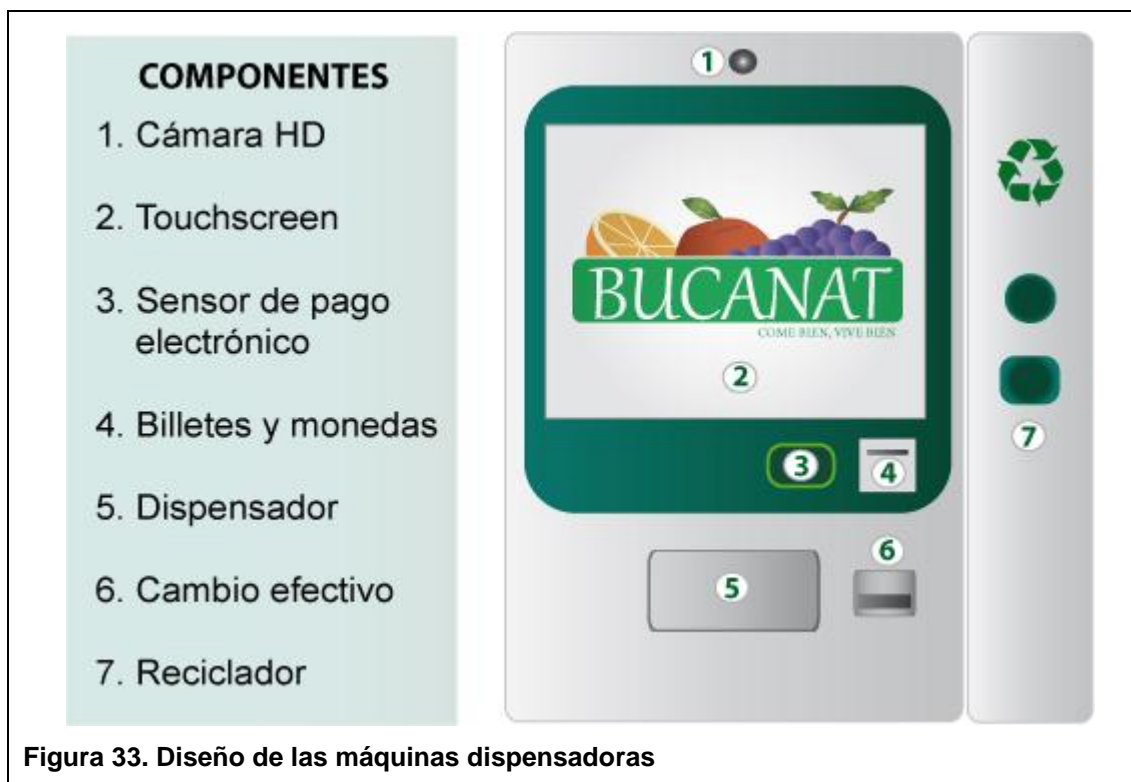 COMPONENTES
1. Cámara HD
2. Touchscreen
3. Sensor de pago
electrónico
4. Billetes y monedas
5. Dispensador
6. Cambio efectivo
7. Reciclador
1
BUCANAT
COME BIEN, VIVE BIEN
2
3
4
5
6
7
Figura 33. Diseño de las máquinas dispensadoras